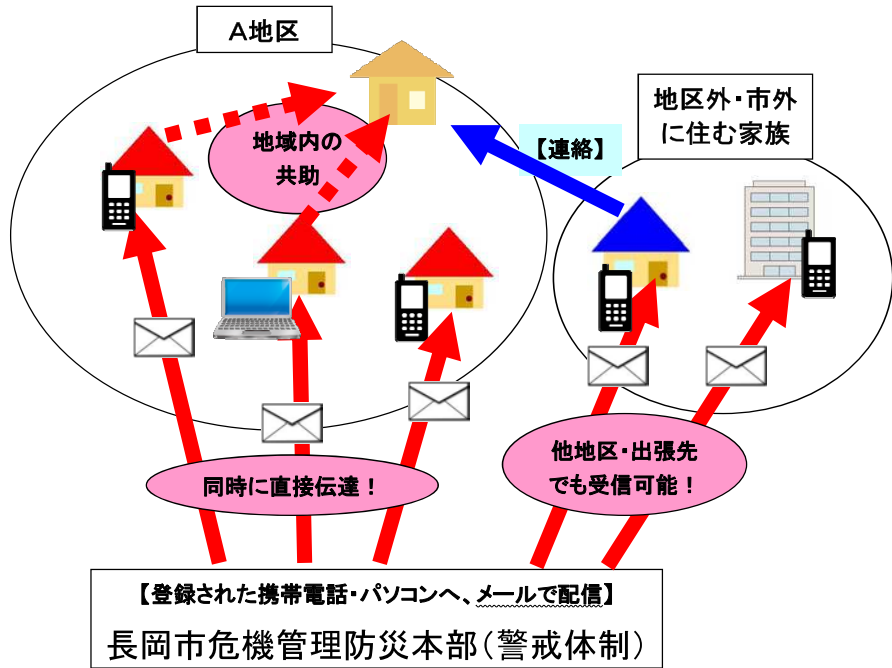 A地区
地区外・市外
に住む家族
地域内の
共助
【連絡】
同時に直接伝達！
他地区・出張先
でも受信可能！
【登録された携帯電話・パソコンへ、メールで配信】
長岡市危機管理防災本部（警戒体制）